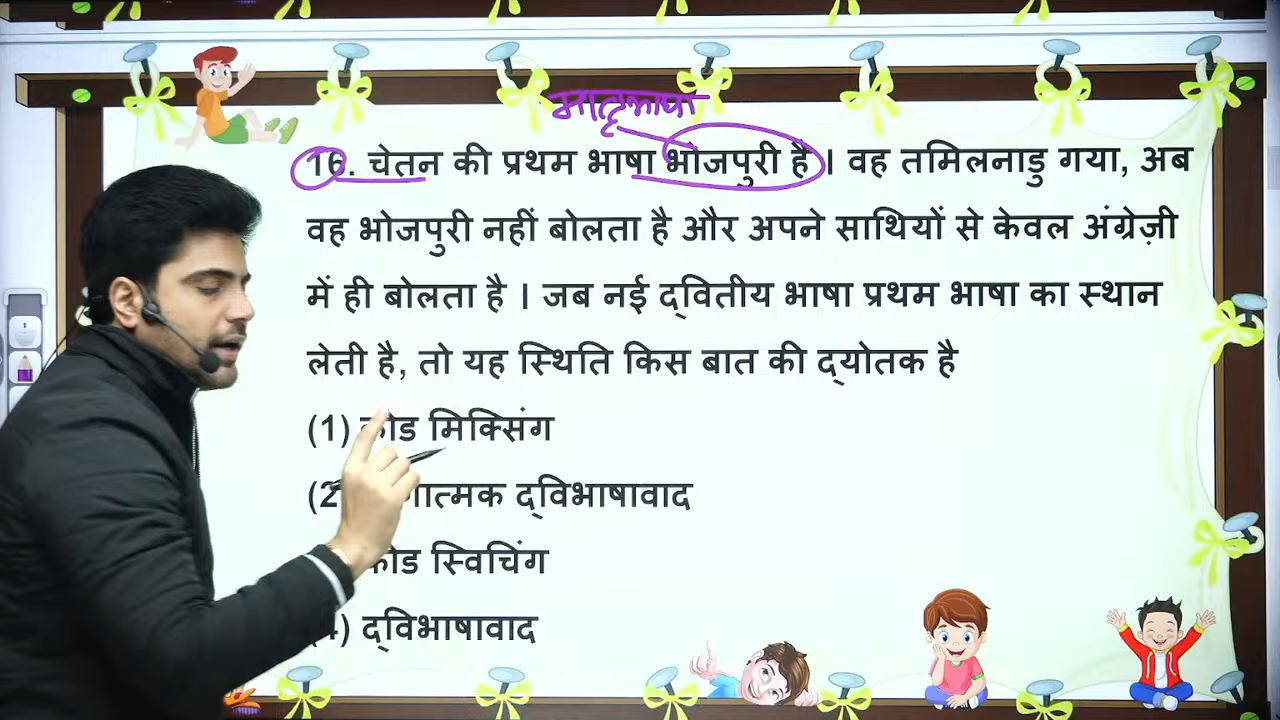 मातृभाषा
16. चेतन की प्रथम भाषा भोजपुरी है । वह तमिलनाडु गया, अब
वह भोजपुरी नहीं बोलता है और अपने साथियों से केवल अंग्रेज़ी
में ही बोलता है । जब नई द्वितीय भाषा प्रथम भाषा का स्थान
लेती है, तो यह स्थिति किस बात की द्योतक है
(1) कोड मिक्सिंग
(2 द्विभाषावाद
कोड स्विचिंग
4) द्विभाषावाद